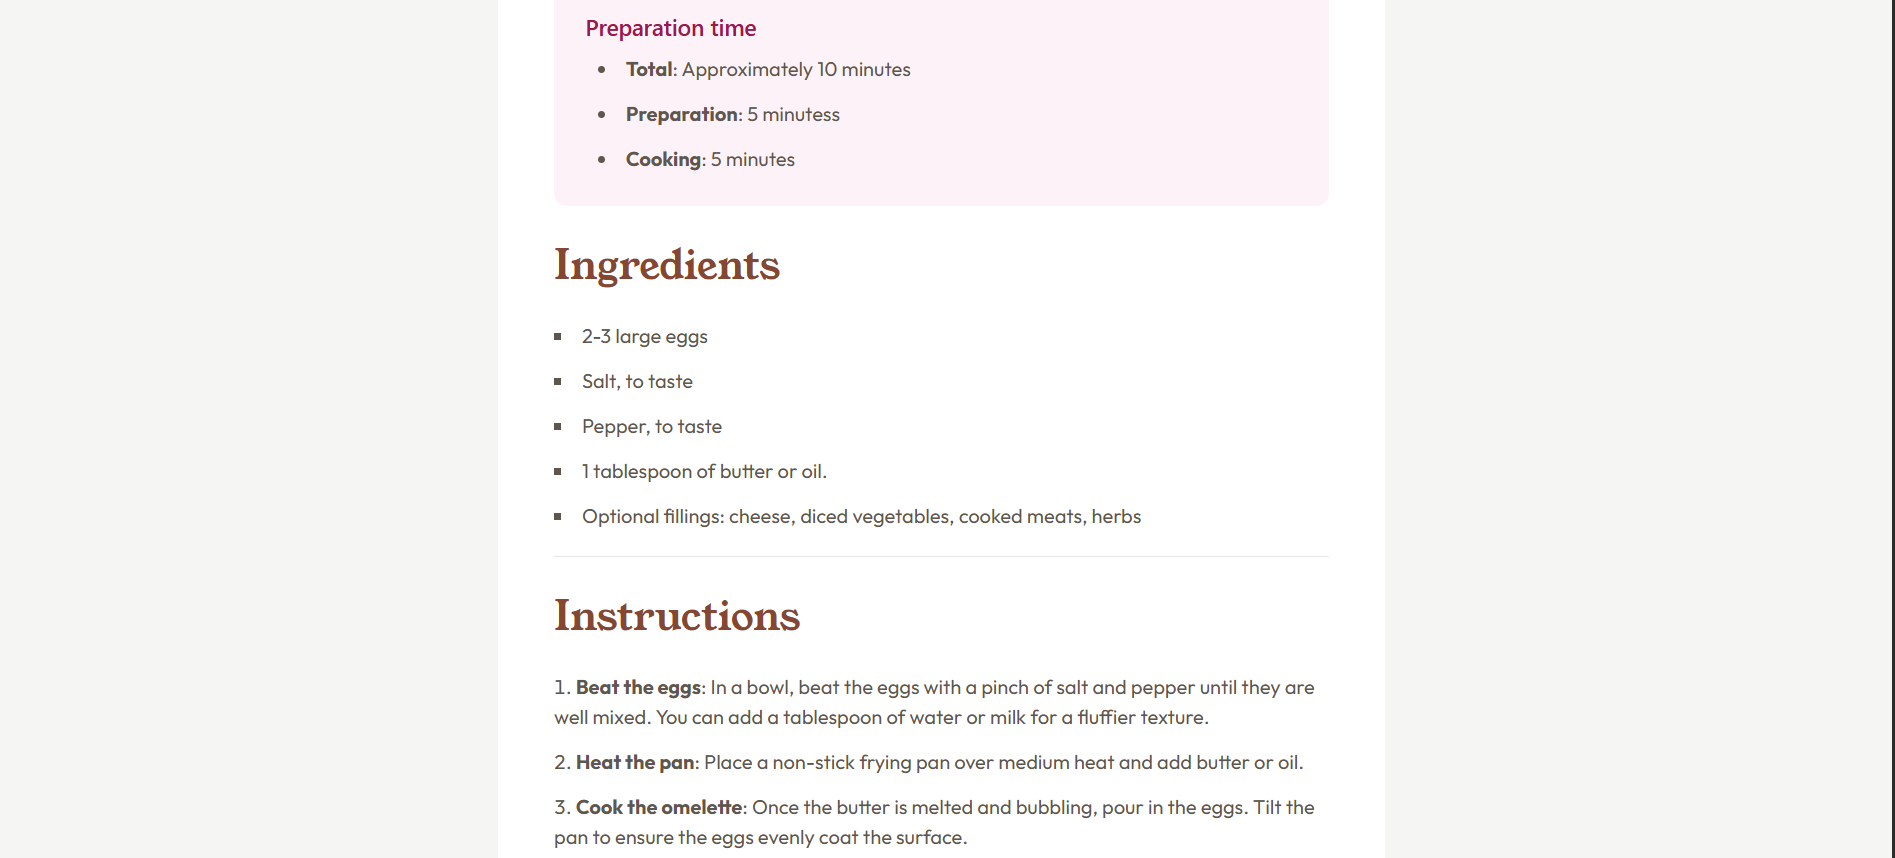 Preparation time
Total: Approximately 10 minutes
Preparation: 5 minutess
Cooking: 5 minutes
Ingredients
2-3 large eggs
Salt, to taste
Pepper, to taste
1 tablespoon of butter or oil.
Optional fillings: cheese, diced vegetables, cooked meats, herbs
Instructions
1. Beat the eggs: In a bowl, beat the eggs with a pinch of salt and pepper until they are
well mixed. You can add a tablespoon of water or milk for a fluffier texture.
2. Heat the pan: Place a non-stick frying pan over medium heat and add butter or oil.
3. Cook the omelette: Once the butter is melted and bubbling, pour in the eggs. Tilt the
pan to ensure the eggs evenly coat the surface.